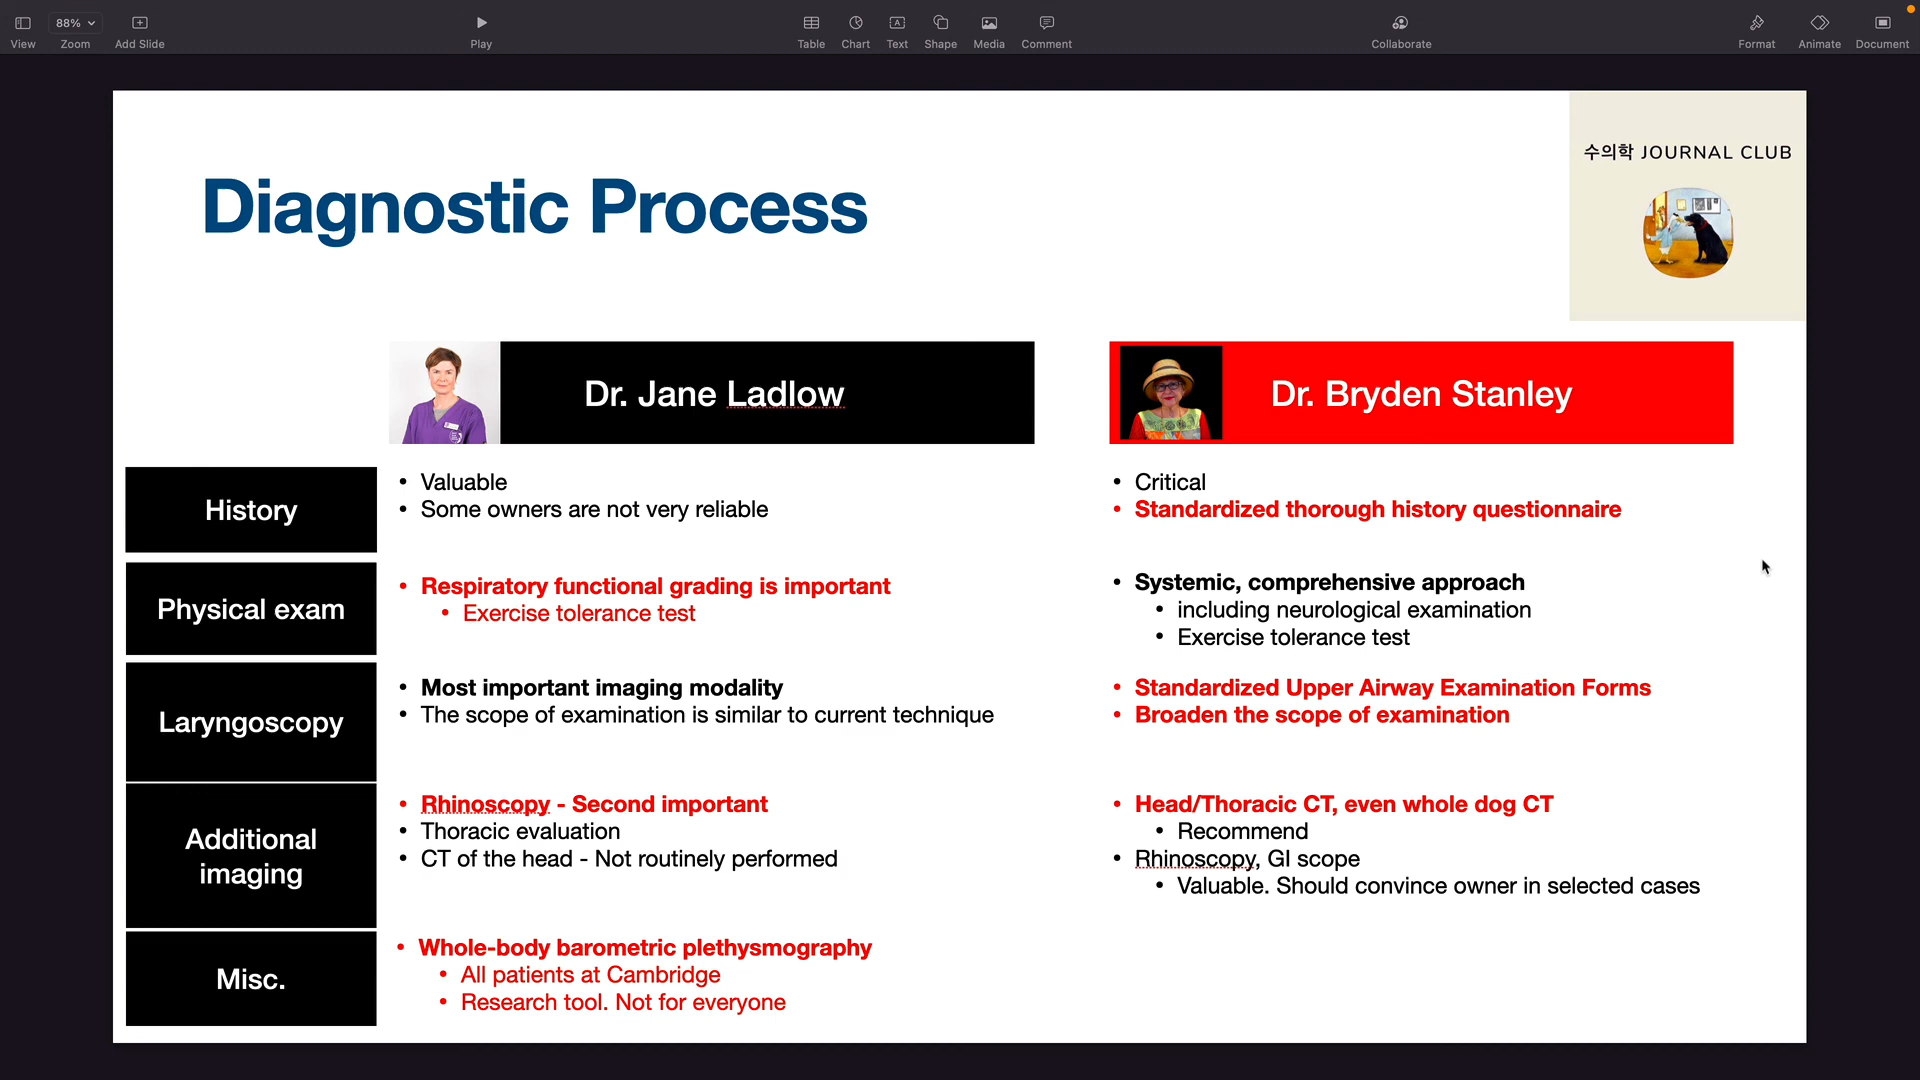 88%
View
Zoom
Add Slide
Play
Table
Chart
Text
Shape
Media
Comment
Collaborate
Format
Animate
Document
수의학 JOURNAL CLUB
Diagnostic Process
Dr. Jane Ladlow
Dr. Bryden Stanley
History
• Valuable
• Some owners are not very reliable
• Critical
• Standardized thorough history questionnaire
Physical exam
• Respiratory functional grading is important
• Exercise tolerance test
• Systemic, comprehensive approach
• including neurological examination
• Exercise tolerance test
Laryngoscopy
• Most important imaging modality
• The scope of examination is similar to current technique
• Standardized Upper Airway Examination Forms
• Broaden the scope of examination
Additional
imaging
• Rhinoscopy - Second important
• Thoracic evaluation
• CT of the head - Not routinely performed
• Head/Thoracic CT, even whole dog CT
• Recommend
• Rhinoscopy, GI scope
• Valuable. Should convince owner in selected cases
Misc.
• Whole-body barometric plethysmography
• All patients at Cambridge
• Research tool. Not for everyone